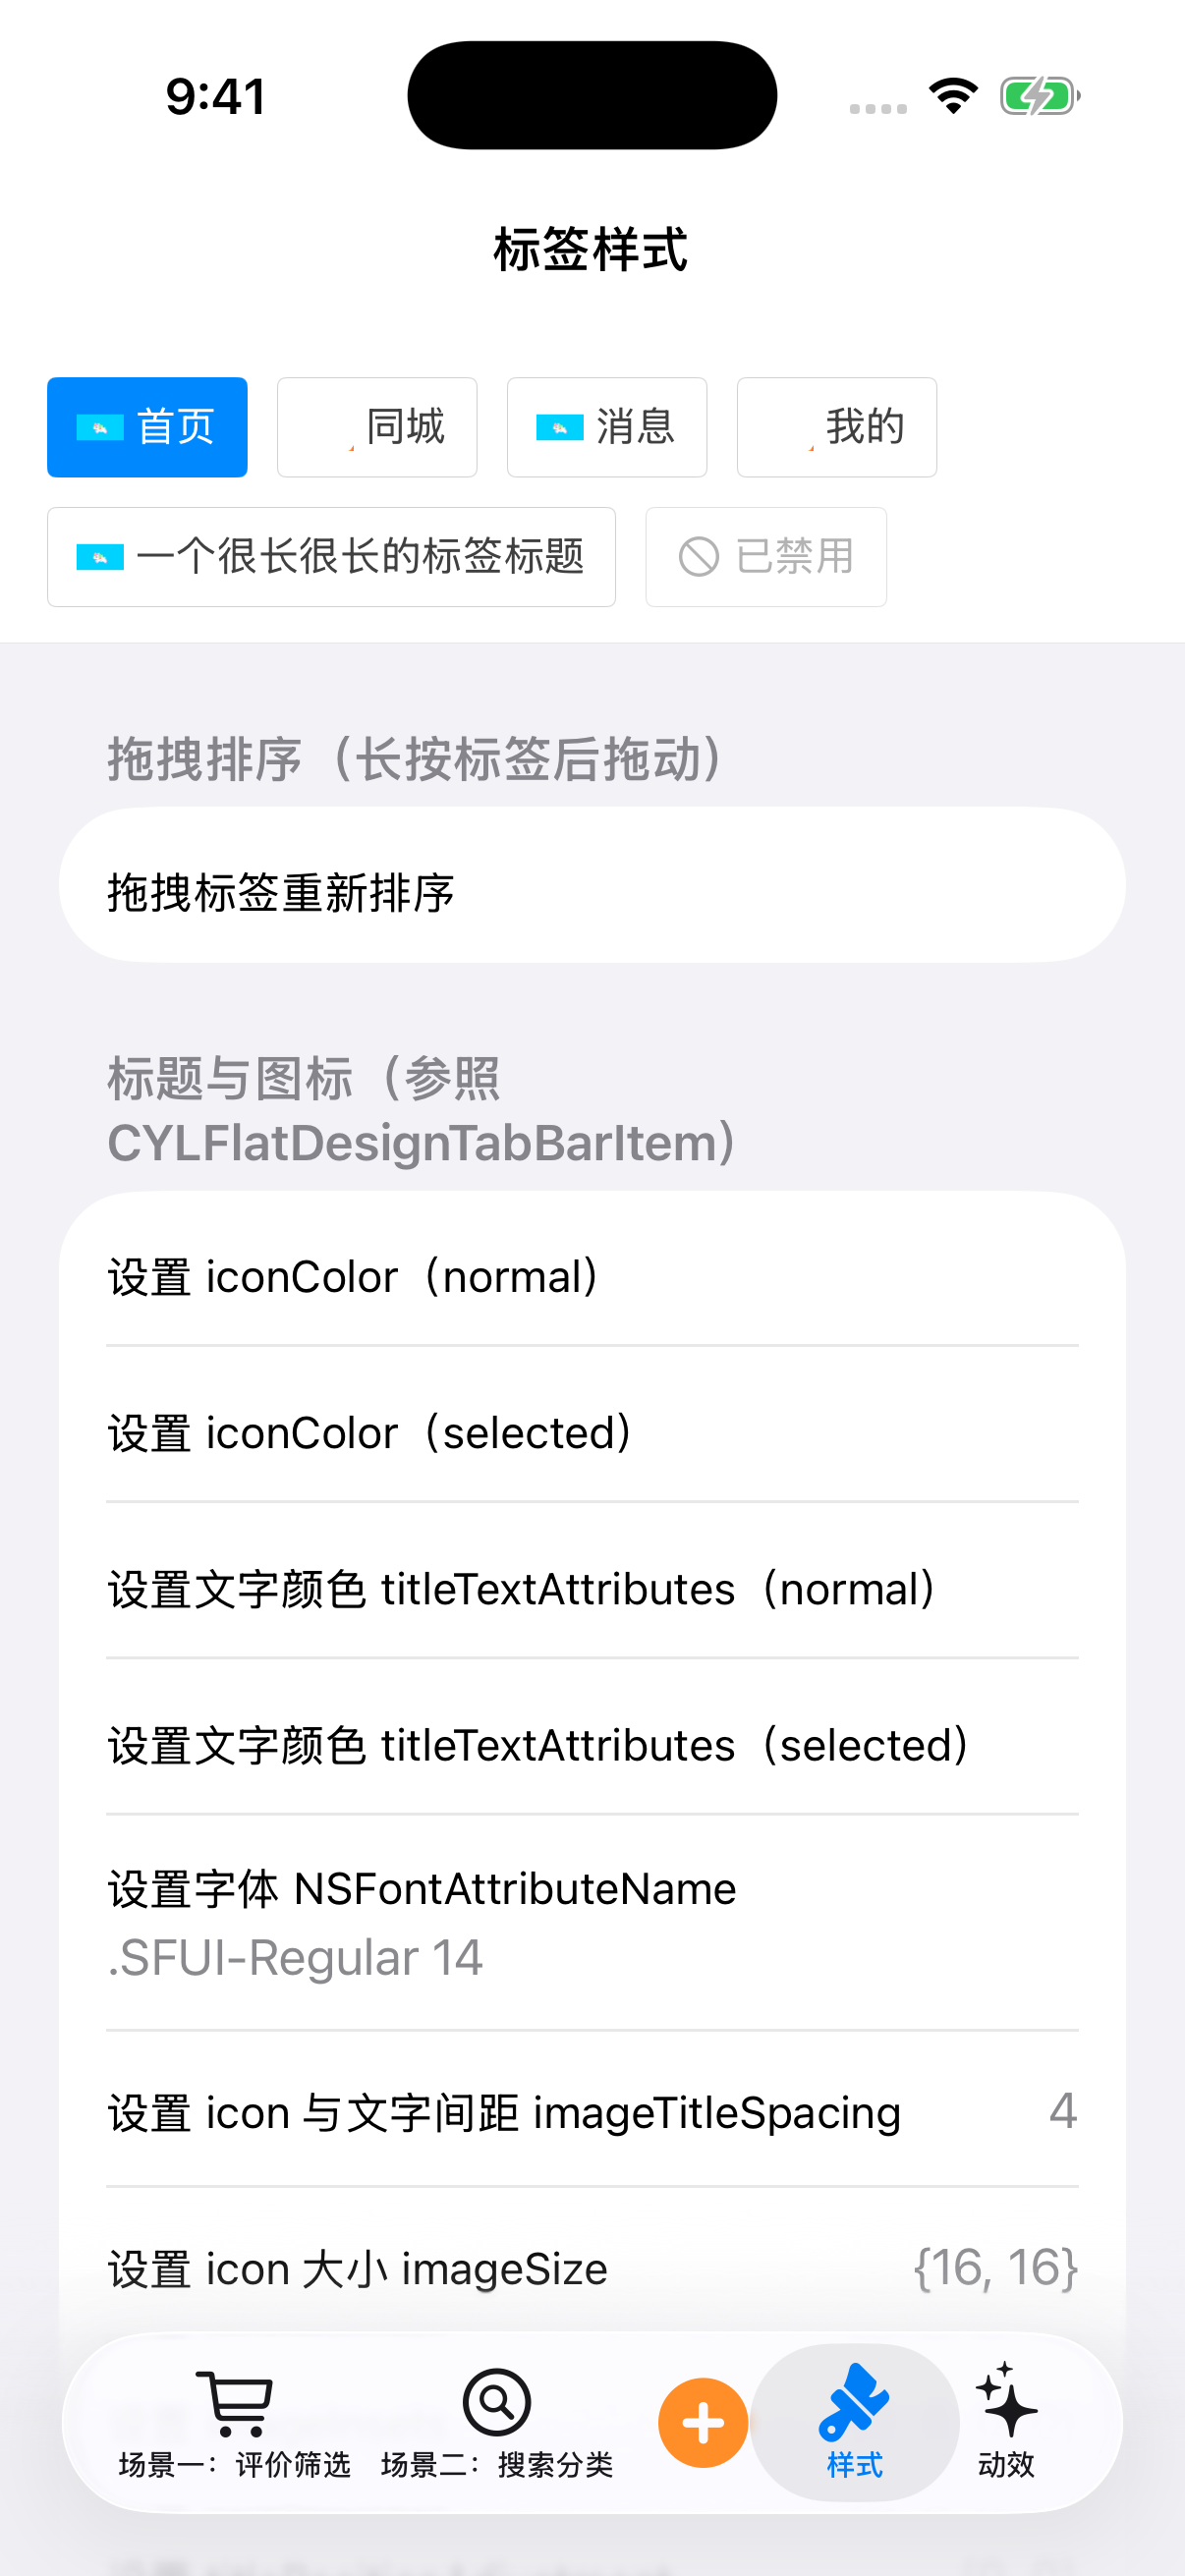 9:41
标签样式
首页 同城 消息 我的
一个很长很长的标签标题 已禁用
拖拽排序（长按标签后拖动）
拖拽标签重新排序
标题与图标（参照
CYLFlatDesignTabBarItem）
设置 iconColor（normal）
设置 iconColor（selected）
设置文字颜色 titleTextAttributes（normal）
设置文字颜色 titleTextAttributes（selected）
设置字体 NSFontAttributeName
.SFUI-Regular 14
设置 icon 与文字间距 imageTitleSpacing 4
设置 icon 大小 imageSize {16, 16}
场景一：评价筛选 场景二：搜索分类 样式 动效